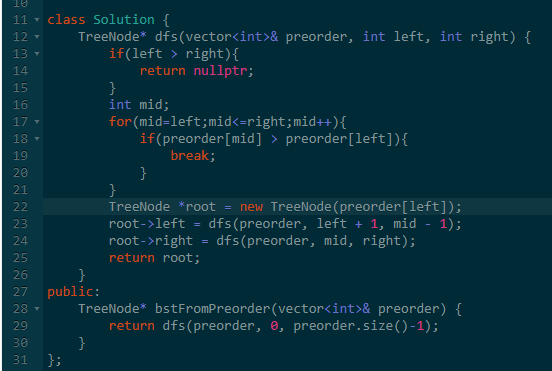 10
11 class Solution {
12     TreeNode* dfs(vector<int>& preorder, int left, int right) {
13         if(left > right){
14             return nullptr;
15         }
16         int mid;
17         for(mid=left;mid<=right;mid++){
18             if(preorder[mid] > preorder[left]){
19                 break;
20             }
21         }
22         TreeNode *root = new TreeNode(preorder[left]);
23         root->left = dfs(preorder, left + 1, mid - 1);
24         root->right = dfs(preorder, mid, right);
25         return root;
26     }
27 public:
28     TreeNode* bstFromPreorder(vector<int>& preorder) {
29         return dfs(preorder, 0, preorder.size()-1);
30     }
31 };